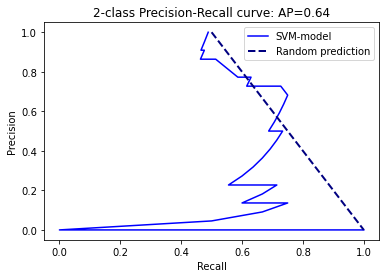 2-class Precision-Recall curve: AP=0.64
SVM-model
Random prediction
Precision
1.0
0.8
0.6
0.4
0.2
0.0
0.0 0.2 0.4 0.6 0.8 1.0
Recall